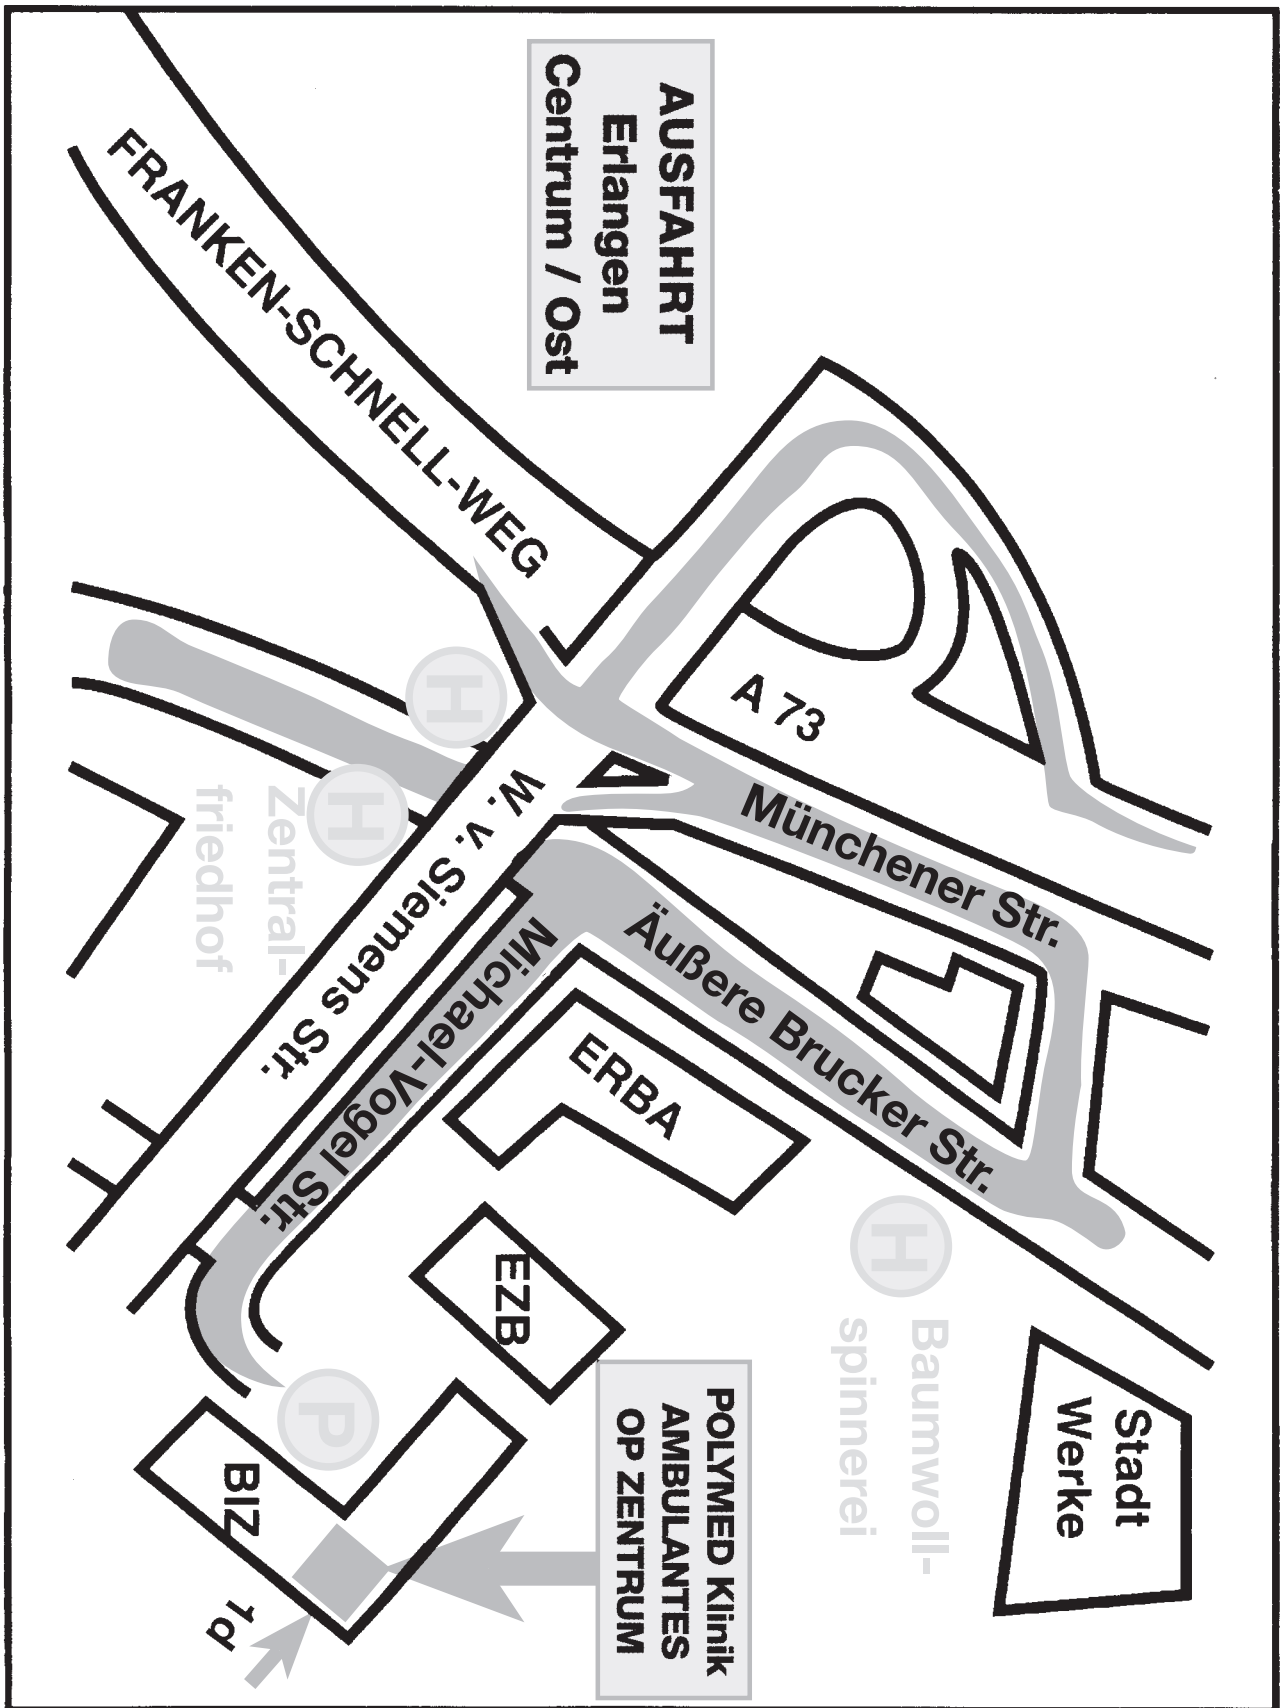 AUSFAHRT
Erlangen
Centrum / Ost
FRANKEN-SCHNELL-WEG
A 73
Münchener Str.
H
H
Zentral-
friedhof
W. v. Siemens Str.
Michael-Vogel Str.
Äußere Brucker Str.
ERBA
EZB
H
Baumwoll-
spinnerei
Stadt
Werke
POLYMED Klinik
AMBULANTES
OP ZENTRUM
P
BIZ
1d